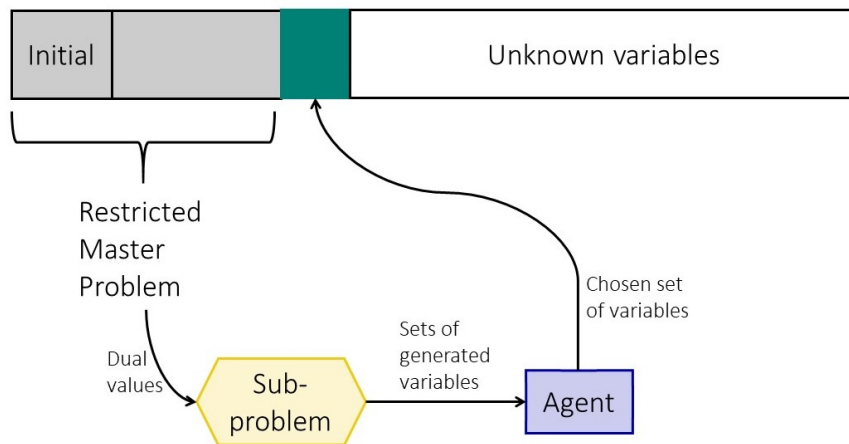 Initial
Unknown variables
Restricted
Master
Problem
Dual
values
Sub-
problem
Sets of
generated
variables
Agent
Chosen set
of variables